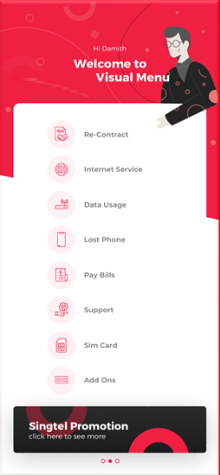 Hi Damith
Welcome to
Visual Menu
Re-Contract
Internet Service
Data Usage
Lost Phone
Pay Bills
Support
Sim Card
Add Ons
Singtel Promotion
click here to see more